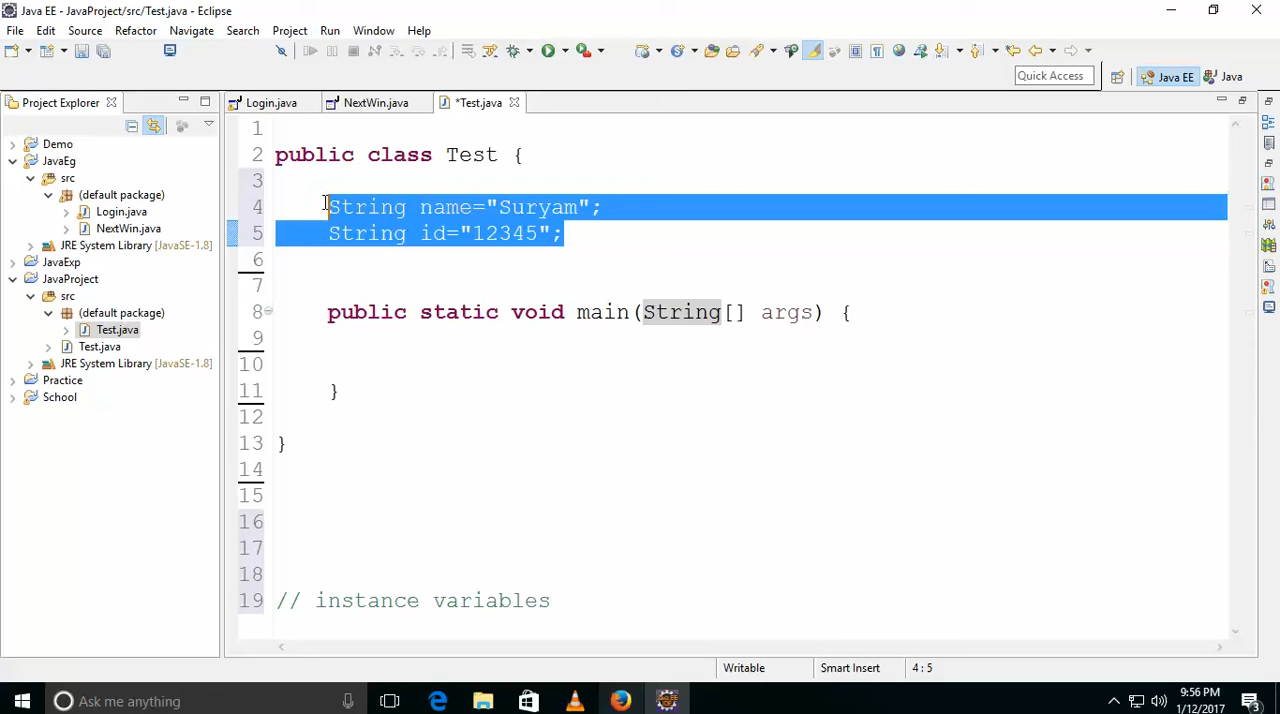 Java EE - JavaProject/src/Test.java - Eclipse
File Edit Source Refactor Navigate Search Project Run Window Help
Quick Access
Java EE
Java
Project Explorer
Login.java
NextWin.java
*Test.java
Demo
JavaEg
src
(default package)
Login.java
NextWin.java
JRE System Library [JavaSE-1.8]
JavaExp
JavaProject
src
(default package)
Test.java
Test.java
JRE System Library [JavaSE-1.8]
Practice
School
1
2 public class Test {
3
4 String name="Suryam";
5 String id="12345";
6
7
8 public static void main(String[] args) {
9
10
11 }
12
13 }
14
15
16
17
18
19 // instance variables
Writable
Smart Insert
4 : 5
Ask me anything
9:56 PM
1/12/2017
3